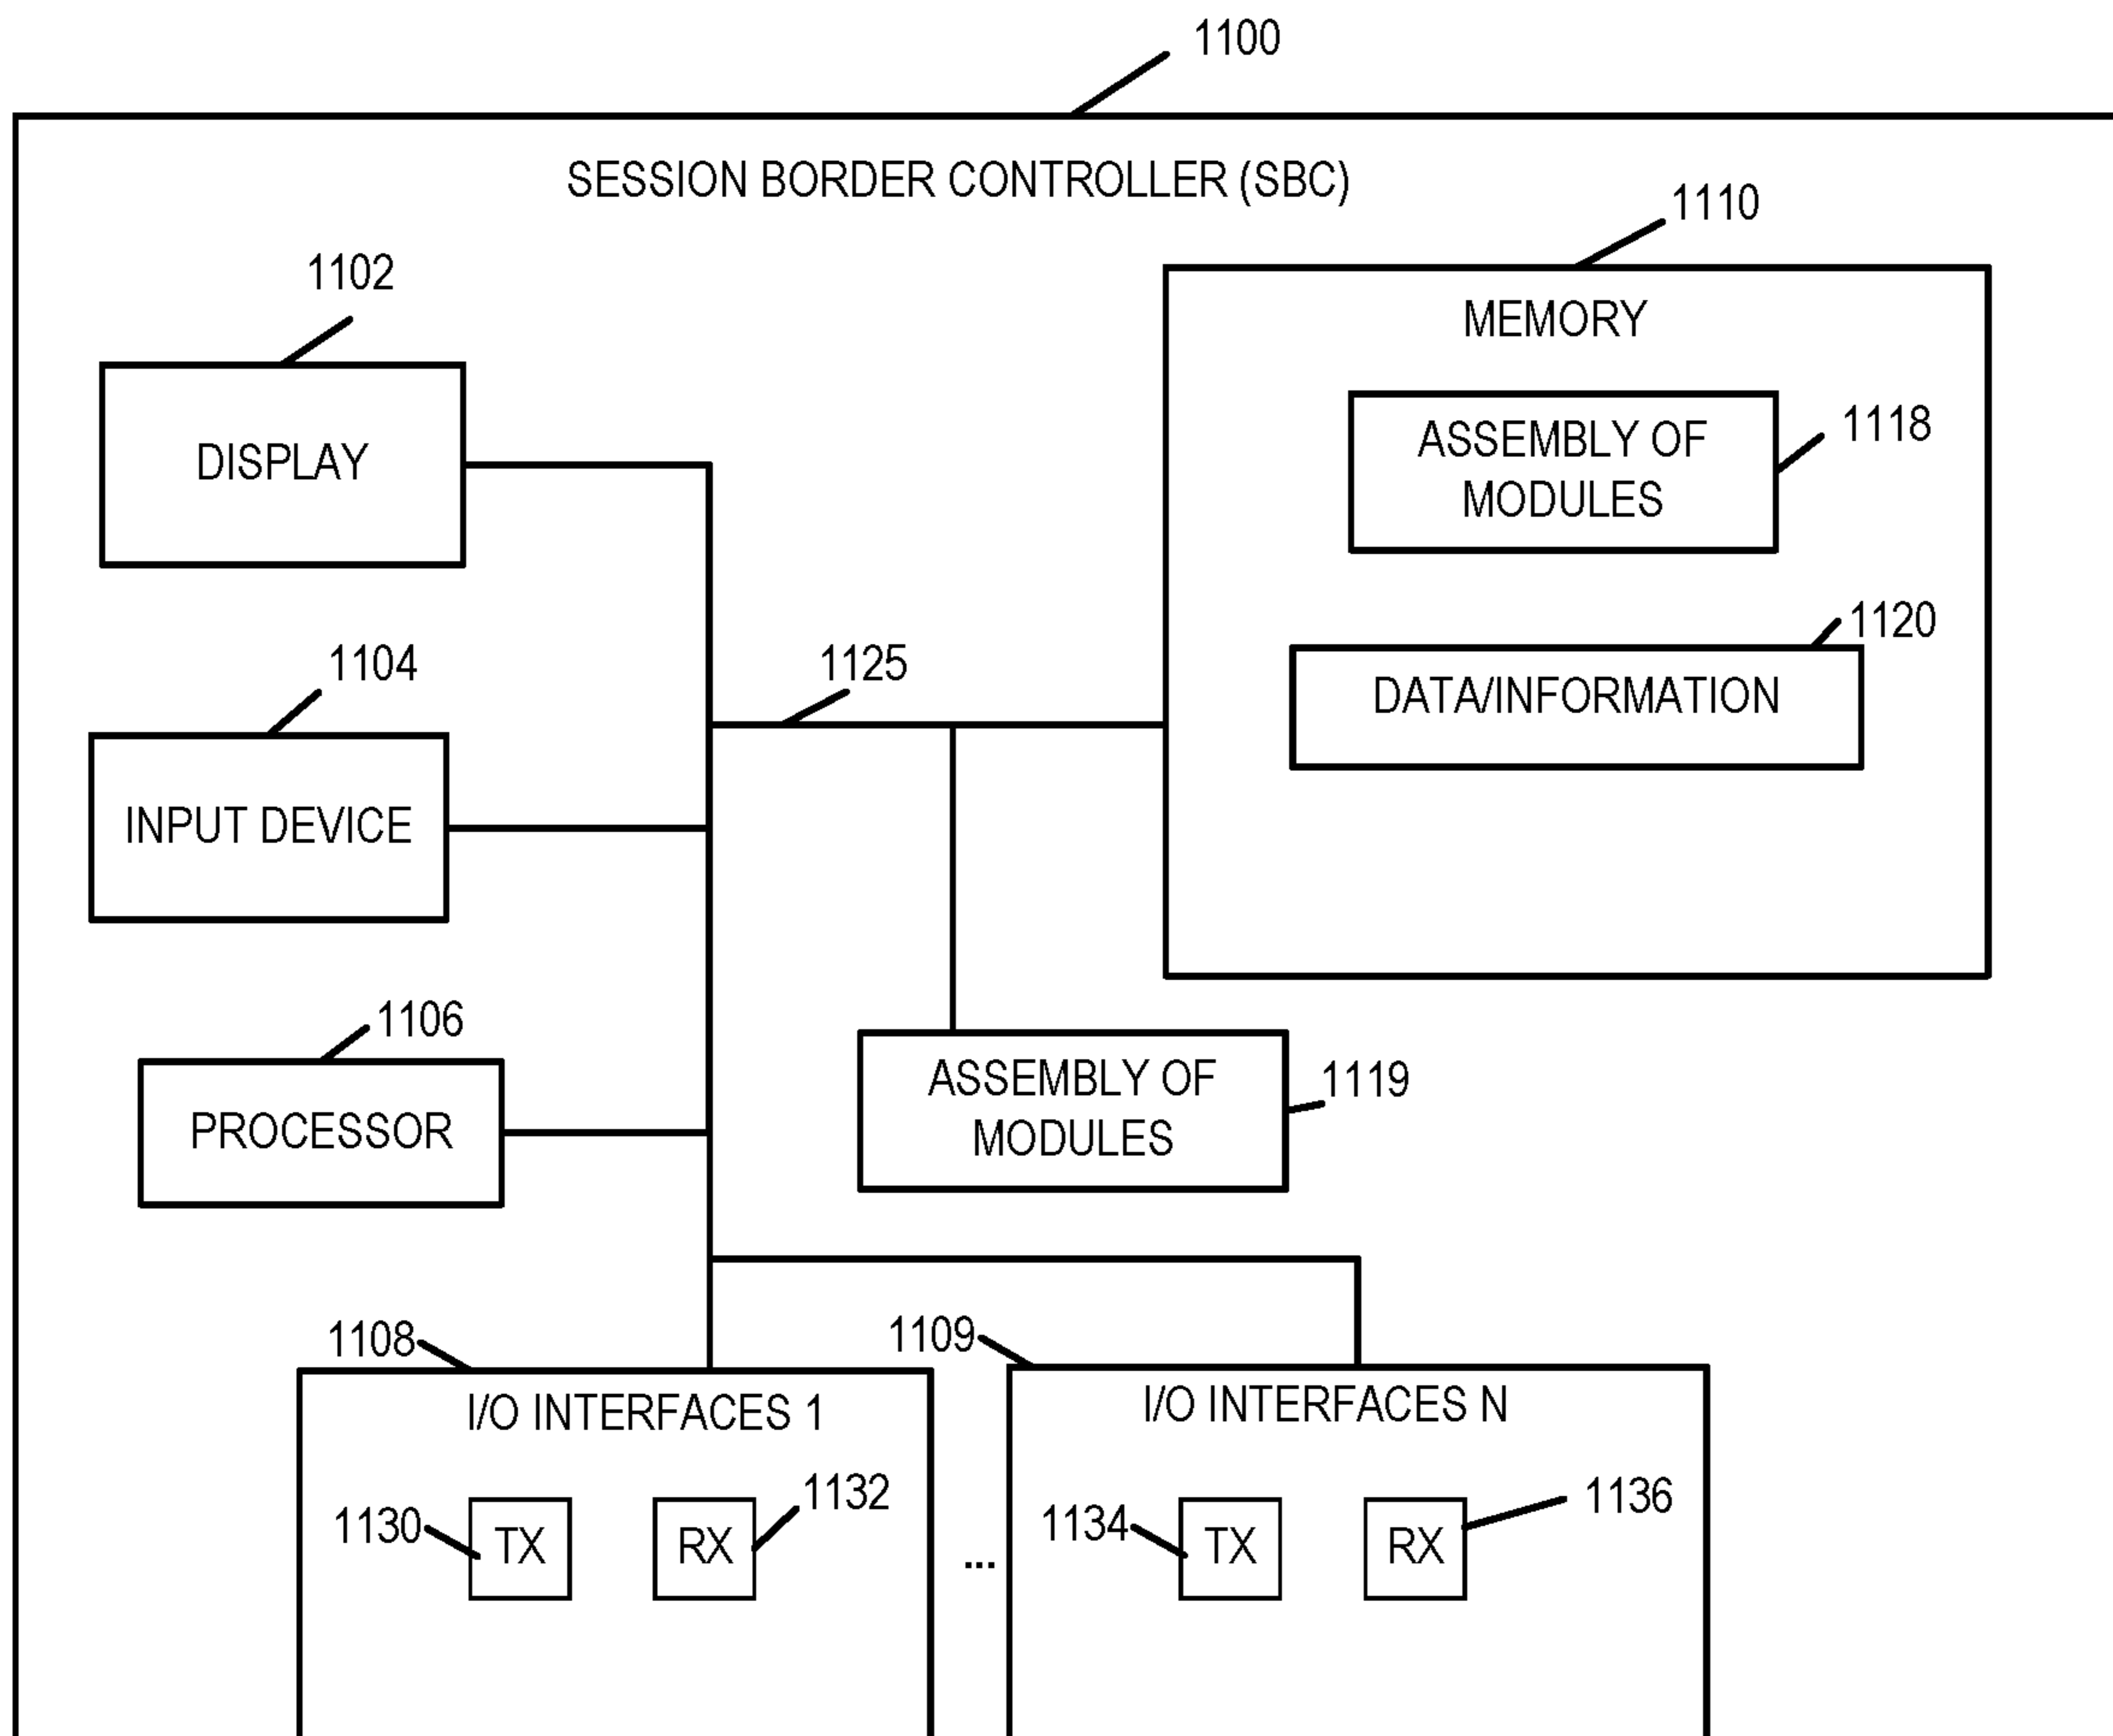 1100
SESSION BORDER CONTROLLER (SBC)
1110
1102
MEMORY
DISPLAY
ASSEMBLY OF
MODULES
1118
1120
DATA/INFORMATION
1104
1125
INPUT DEVICE
1106
PROCESSOR
ASSEMBLY OF
MODULES
1119
1108
I/O INTERFACES 1
1109
I/O INTERFACES N
1130
TX
RX
1132
...
1134
TX
RX
1136